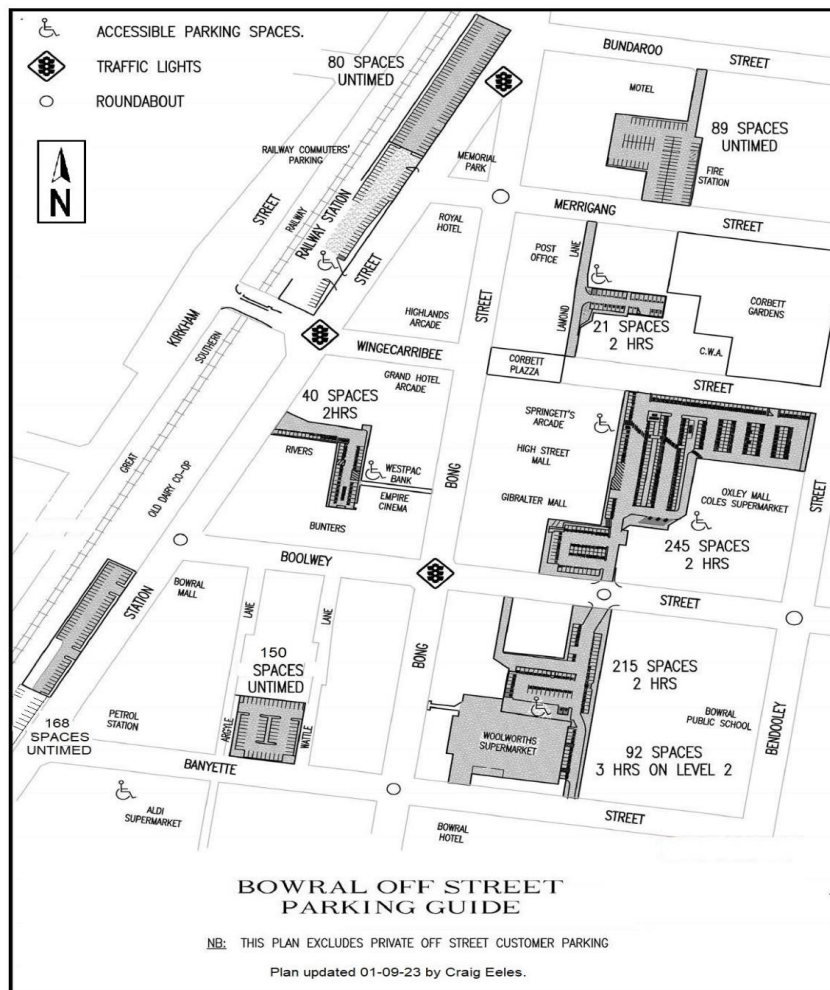 ACCESSIBLE PARKING SPACES.
TRAFFIC LIGHTS
ROUNDABOUT
N
80 SPACES
UNTIMED
BUNDAROO
STREET
MOTEL
89 SPACES
UNTIMED
FIRE
STATION
RAILWAY COMMUTERS'
PARKING
MEMORIAL
PARK
STREET
RAILWAY
RAILWAY STATION
STREET
MERRIGANG
STREET
ROYAL
HOTEL
POST
OFFICE
LANE
LAMOND
STREET
KIRKHAM
SOUTHERN
GREAT
HIGHLANDS
ARCADE
21 SPACES
2 HRS
CORBETT
GARDENS
C.W.A.
WINGECARRIBEE
STREET
CORBETT
PLAZZA
GRAND HOTEL
ARCADE
40 SPACES
2HRS
RIVERS
WESTPAC
BANK
EMPIRE
CINEMA
BUNTERS
BONG
SPRINGETT'S
ARCADE
HIGH STREET
MALL
GIBRALTER MALL
OXLEY MALL
COLES SUPERMARKET
STREET
245 SPACES
2 HRS
OLD DAIRY CO-OP
BOOLWEY
STREET
STATION
BOWRAL
MALL
LANE
LANE
150
SPACES
UNTIMED
ARGYLE
WATTLE
BONG
215 SPACES
2 HRS
BOWRAL
PUBLIC SCHOOL
BENDOOLEY
WOOLWORTHS
SUPERMARKET
92 SPACES
3 HRS ON LEVEL 2
168
SPACES
UNTIMED
PETROL
STATION
BANYETTE
STREET
ALDI
SUPERMARKET
BOWRAL
HOTEL
BOWRAL OFF STREET
PARKING GUIDE
NB: THIS PLAN EXCLUDES PRIVATE OFF STREET CUSTOMER PARKING
Plan updated 01-09-23 by Craig Eeles.